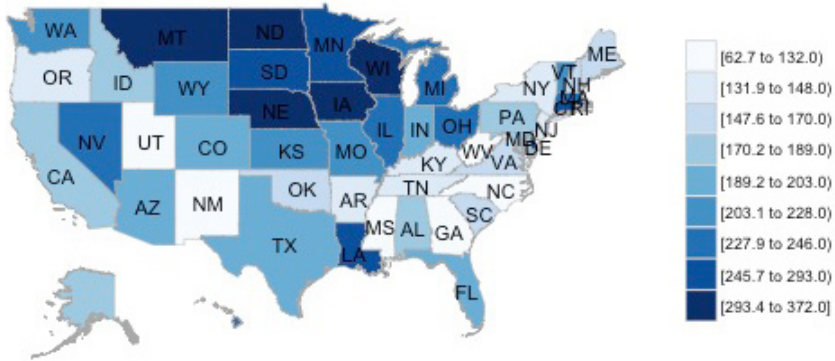 WA
MT
ND
MN
ME
OR
ID
SD
WI
VT
NH
NY
MA
WY
MI
CT
RI
NE
IA
PA
NJ
NV
UT
IL
IN
OH
MD
DE
CO
KS
MO
WV
VA
KY
CA
OK
TN
NC
AZ
NM
AR
SC
MS
AL
GA
TX
LA
FL
[62.7 to 132.0)
[131.9 to 148.0)
[147.6 to 170.0)
[170.2 to 189.0)
[189.2 to 203.0)
[203.1 to 228.0)
[227.9 to 246.0)
[245.7 to 293.0)
[293.4 to 372.0]